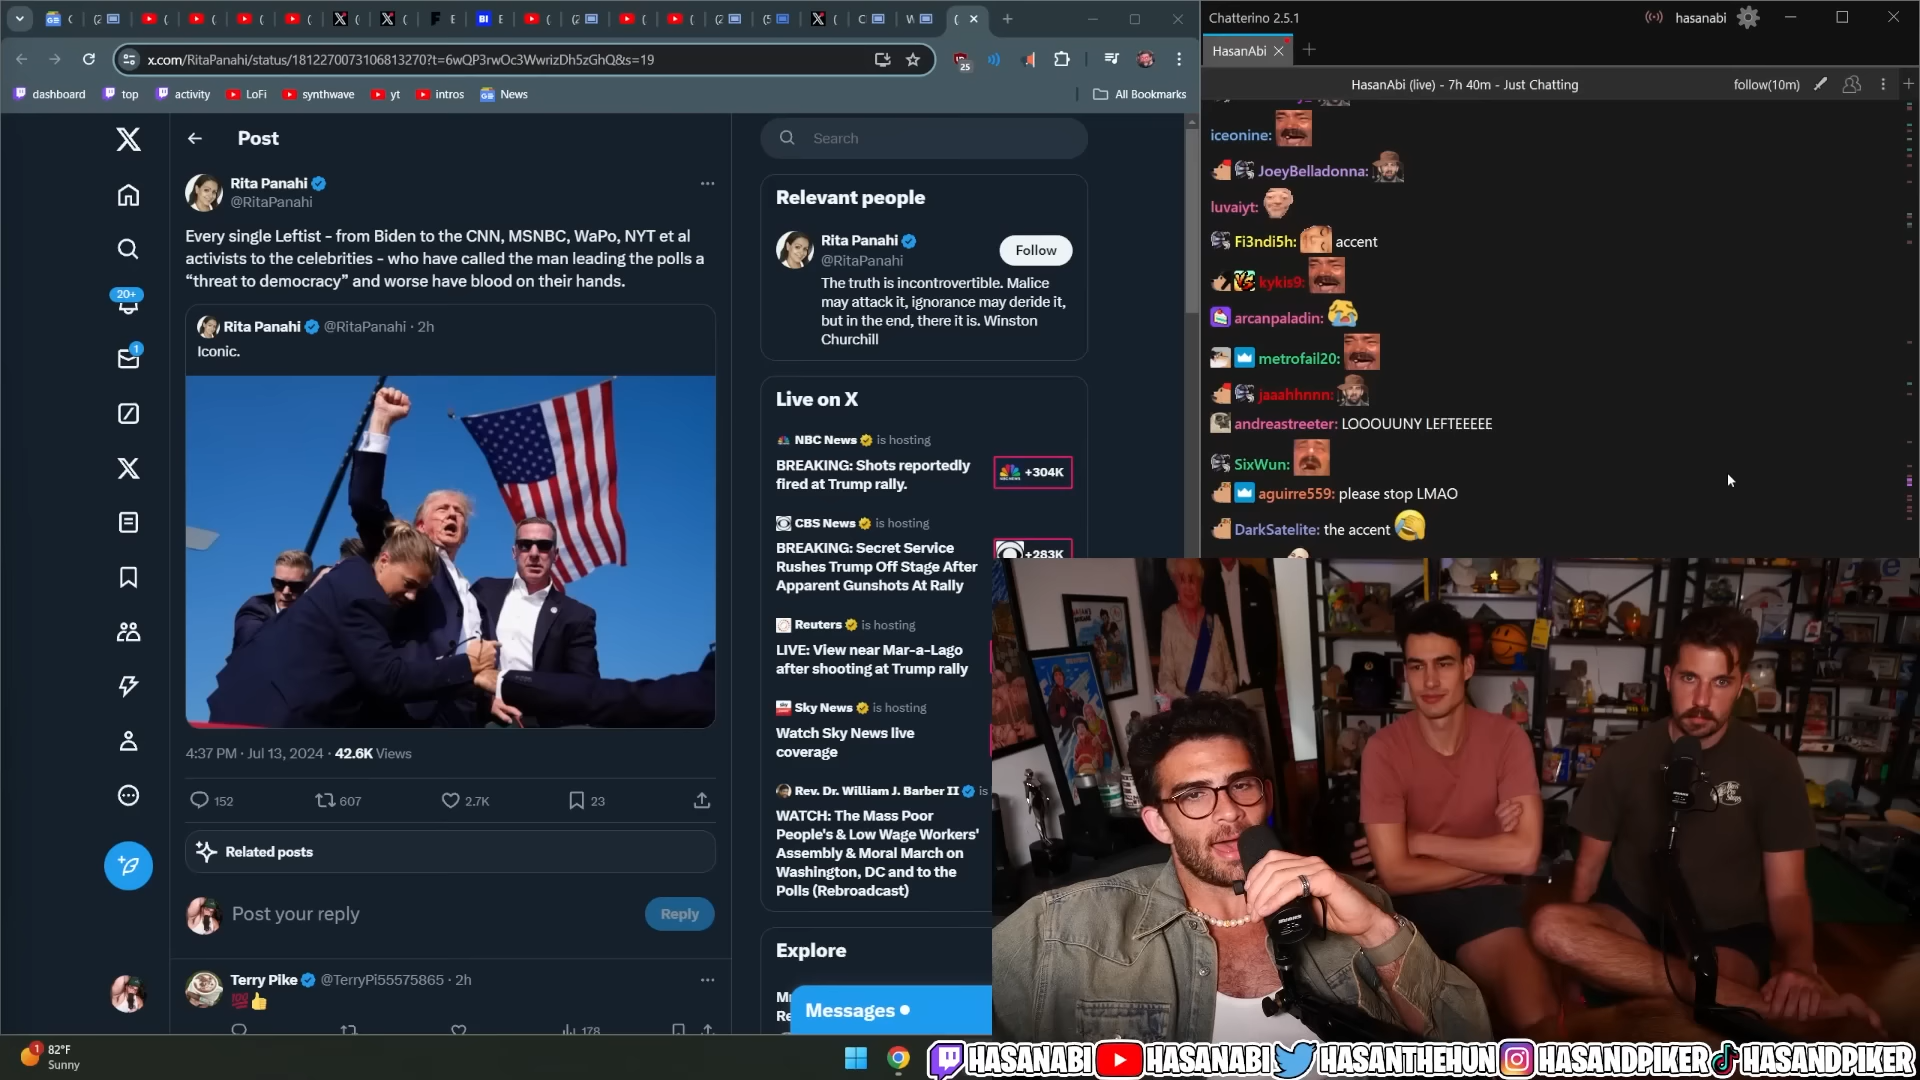 x.com/RitaPanahi/status/1812270073106813270?t=6wQP3rwOc3WwrizDh5zGhQ&s=19
25
dashboard
top
activity
LoFi
synthwave
yt
intros
News
All Bookmarks
Post
Rita Panahi
@RitaPanahi
Every single Leftist - from Biden to the CNN, MSNBC, WaPo, NYT et al
activists to the celebrities - who have called the man leading the polls a
“threat to democracy” and worse have blood on their hands.
Rita Panahi @RitaPanahi · 2h
Iconic.
4:37 PM · Jul 13, 2024 · 42.6K Views
152
607
2.7K
23
Related posts
Post your reply
Reply
Terry Pike @TerryPi55575865 · 2h
💯👍
178
20+
1
Search
Relevant people
Rita Panahi
@RitaPanahi
Follow
The truth is incontrovertible. Malice
may attack it, ignorance may deride it,
but in the end, there it is. Winston
Churchill
Live on X
NBC News is hosting
BREAKING: Shots reportedly
fired at Trump rally.
+304K
CBS News is hosting
BREAKING: Secret Service
Rushes Trump Off Stage After
Apparent Gunshots At Rally
+283K
Reuters is hosting
LIVE: View near Mar-a-Lago
after shooting at Trump rally
Sky News is hosting
Watch Sky News live
coverage
Rev. Dr. William J. Barber II is
WATCH: The Mass Poor
People's & Low Wage Workers'
Assembly & Moral March on
Washington, DC and to the
Polls (Rebroadcast)
Explore
Messages
Chatterino 2.5.1
hasanabi
HasanAbi
HasanAbi (live) - 7h 40m - Just Chatting
follow(10m)
iceonine:
JoeyBelladonna:
luvaiyt:
Fi3ndi5h: accent
kykis9:
arcanpaladin: 😭
metrofail20:
jaaahhnnn:
andreastreeter: LOOOUUNY LEFTEEEEE
SixWun:
aguirre559: please stop LMAO
DarkSatelite: the accent 😂
1
82°F
Sunny
HASANABI
HASANABI
HASANTHEHUN
HASANDPIKER
HASANDPIKER